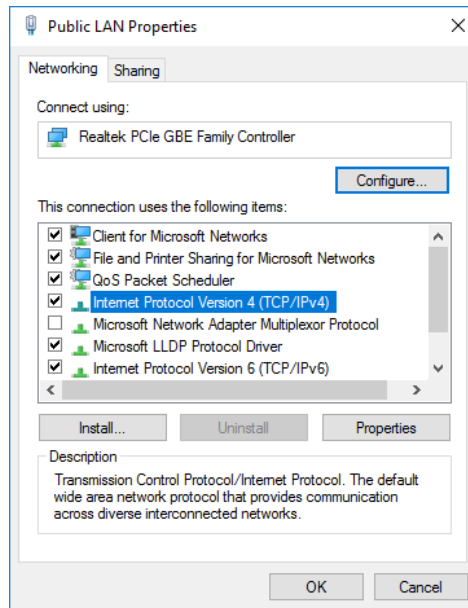 Public LAN Properties
Networking
Sharing
Connect using:
Realtek PCIe GBE Family Controller
Configure...
This connection uses the following items:
Client for Microsoft Networks
File and Printer Sharing for Microsoft Networks
QoS Packet Scheduler
Internet Protocol Version 4 (TCP/IPv4)
Microsoft Network Adapter Multiplexor Protocol
Microsoft LLDP Protocol Driver
Internet Protocol Version 6 (TCP/IPv6)
Install...
Uninstall
Properties
Description
Transmission Control Protocol/Internet Protocol. The default
wide area network protocol that provides communication
across diverse interconnected networks.
OK
Cancel